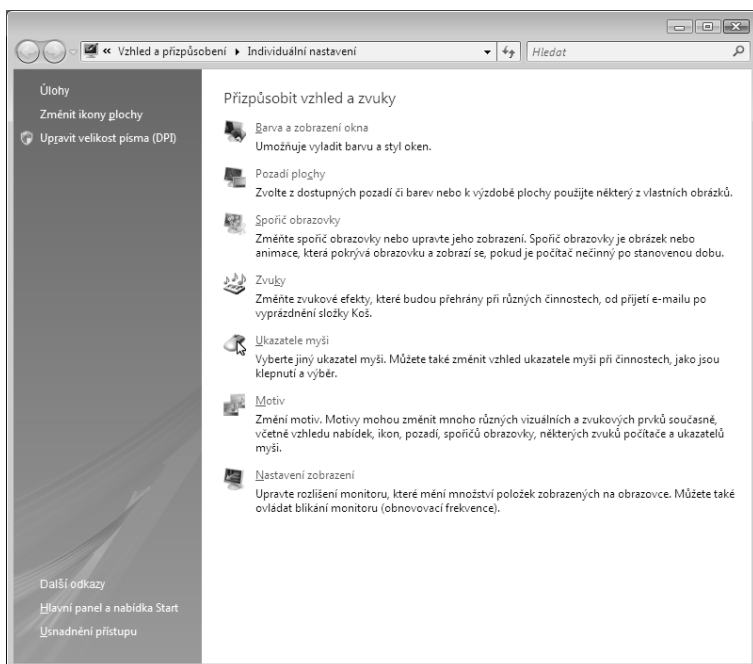 « Vzhled a přizpůsobení ▸ Individuální nastavení
Hledat
Úlohy
Změnit ikony plochy
Upravit velikost písma (DPI)
Přizpůsobit vzhled a zvuky
Barva a zobrazení okna
Umožňuje vyladit barvu a styl oken.
Pozadí plochy
Zvolte z dostupných pozadí či barev nebo k výzdobě plochy použijte některý z vlastních obrázků.
Spořič obrazovky
Změňte spořič obrazovky nebo upravte jeho zobrazení. Spořič obrazovky je obrázek nebo
animace, která pokrývá obrazovku a zobrazí se, pokud je počítač nečinný po stanovenou dobu.
Zvuky
Změňte zvukové efekty, které budou přehrány při různých činnostech, od přijetí e-mailu po
vyprázdnění složky Koš.
Ukazatele myši
Vyberte jiný ukazatel myši. Můžete také změnit vzhled ukazatele myši při činnostech, jako jsou
klepnutí a výběr.
Motiv
Změní motiv. Motivy mohou změnit mnoho různých vizuálních a zvukových prvků současně,
včetně vzhledu nabídek, ikon, pozadí, spořičů obrazovky, některých zvuků počítače a ukazatelů
myši.
Nastavení zobrazení
Upravte rozlišení monitoru, které mění množství položek zobrazených na obrazovce. Můžete také
ovládat blikání monitoru (obnovovací frekvence).
Další odkazy
Hlavní panel a nabídka Start
Usnadnění přístupu